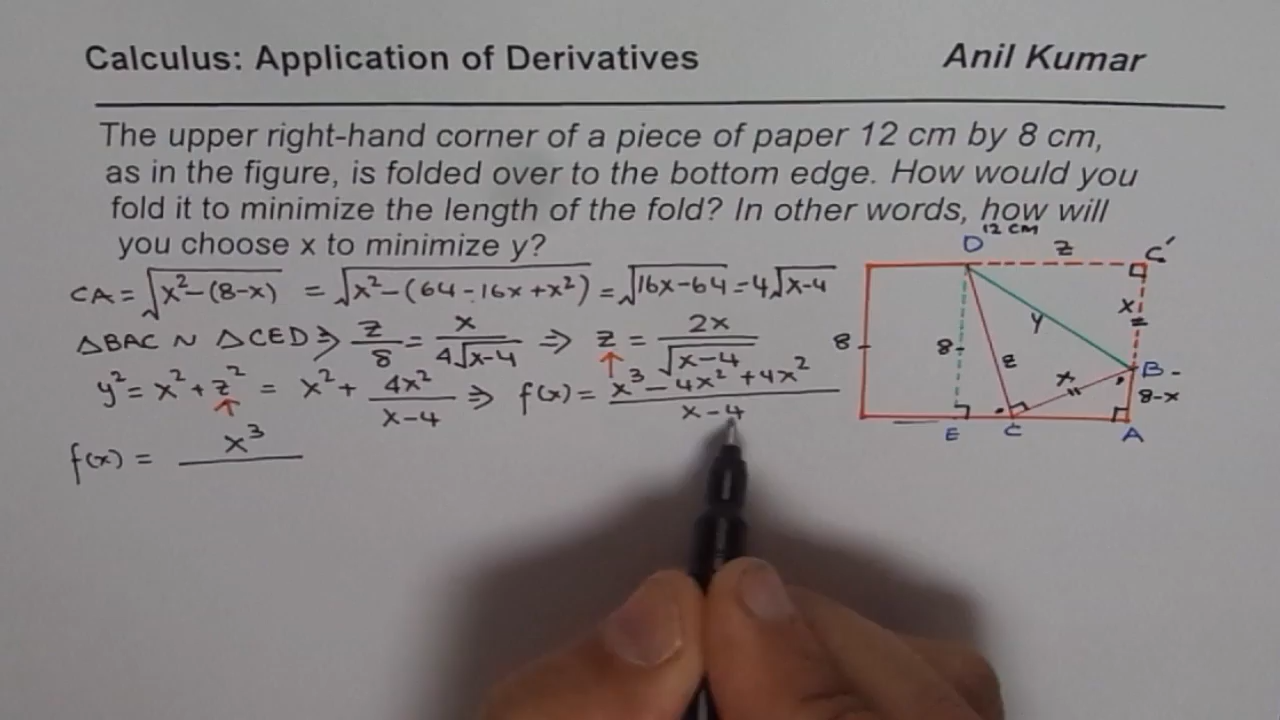 Calculus: Application of Derivatives Anil Kumar
The upper right-hand corner of a piece of paper 12 cm by 8 cm,
as in the figure, is folded over to the bottom edge. How would you
fold it to minimize the length of the fold? In other words, how will
you choose x to minimize y?
CA = √(x²-(8-x)) = √(x²-(64-16x+x²)) = √(16x-64) = 4√(x-4)
△BAC ~ △CED ⇒ z/8 = x/(4√(x-4)) ⇒ z = 2x/√(x-4)
y² = x² + z² = x² + 4x²/(x-4) ⇒ f(x) = (x³-4x²+4x²)/(x-4)
f(x) = x³
12 cm
D z C'
x
8 8 y z x B
8-x
E C A